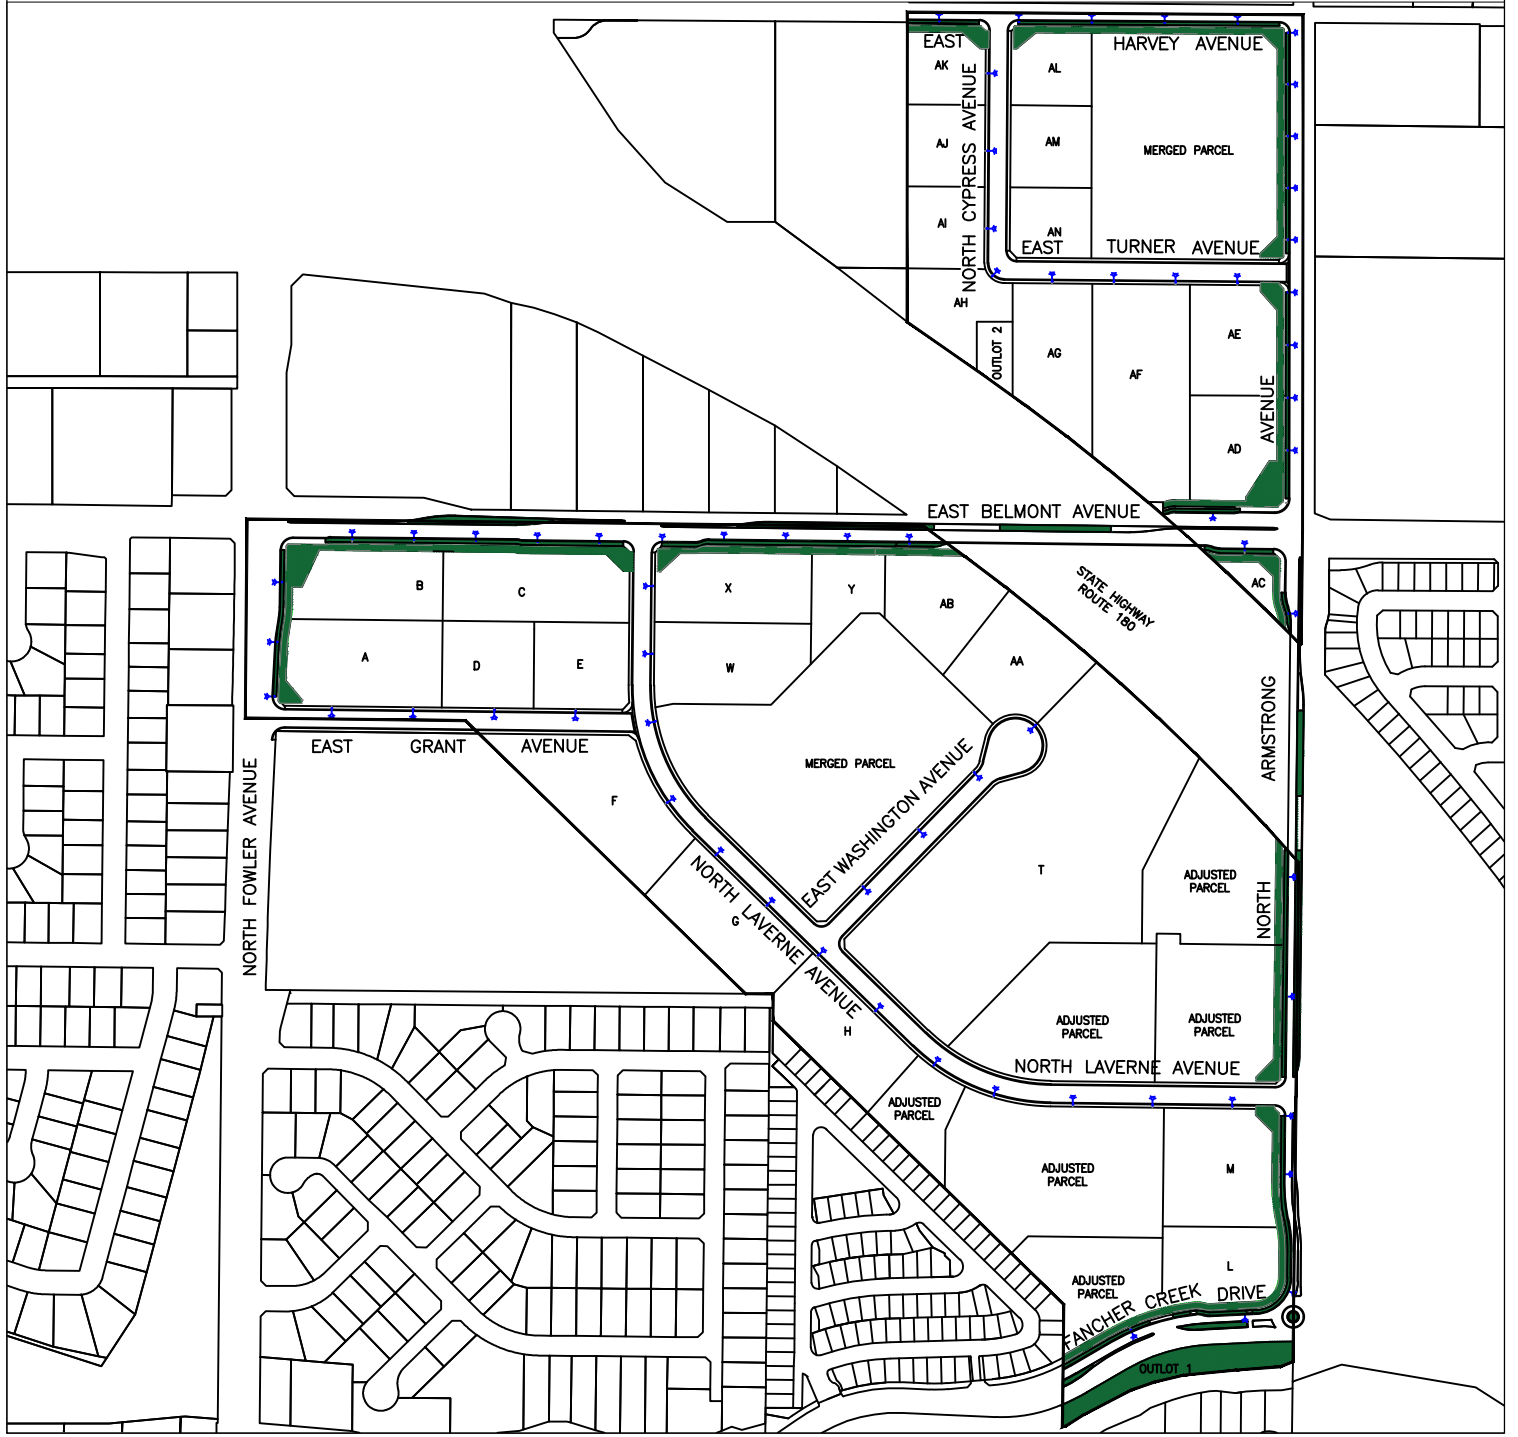 EAST HARVEY AVENUE
AK
AL
NORTH CYPRESS AVENUE
AJ
AM
MERGED PARCEL
AI
AN
EAST TURNER AVENUE
AH
OUTLOT 2
AG
AF
AE
AD
AVENUE
EAST BELMONT AVENUE
STATE HIGHWAY
ROUTE 180
AC
B
C
X
Y
AB
A
D
E
W
AA
EAST GRANT AVENUE
NORTH FOWLER AVENUE
F
MERGED PARCEL
EAST WASHINGTON AVENUE
ARMSTRONG
T
ADJUSTED
PARCEL
NORTH
NORTH LAVERNE AVENUE
G
H
ADJUSTED
PARCEL
ADJUSTED
PARCEL
NORTH LAVERNE AVENUE
ADJUSTED
PARCEL
ADJUSTED
PARCEL
M
L
ADJUSTED
PARCEL
FANCHER CREEK DRIVE
OUTLOT 1